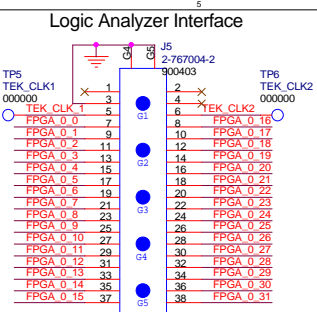 5
Logic Analyzer Interface
G4
G5
J5
2-767004-2
900403
TP5
TEK_CLK1
000000
TP6
TEK_CLK2
000000
1 2
3 4
TEK_CLK_1 5 6 TEK_CLK2
FPGA_0_0 7 8 FPGA_0_16
FPGA_0_1 9 10 FPGA_0_17
FPGA_0_2 11 12 FPGA_0_18
FPGA_0_3 13 14 FPGA_0_19
FPGA_0_4 15 16 FPGA_0_20
FPGA_0_5 17 18 FPGA_0_21
FPGA_0_6 19 20 FPGA_0_22
FPGA_0_7 21 22 FPGA_0_23
FPGA_0_8 23 24 FPGA_0_24
FPGA_0_9 25 26 FPGA_0_25
FPGA_0_10 27 28 FPGA_0_26
FPGA_0_11 29 30 FPGA_0_27
FPGA_0_12 31 32 FPGA_0_28
FPGA_0_13 33 34 FPGA_0_29
FPGA_0_14 35 36 FPGA_0_30
FPGA_0_15 37 38 FPGA_0_31
G1
G2
G3
G4
G5